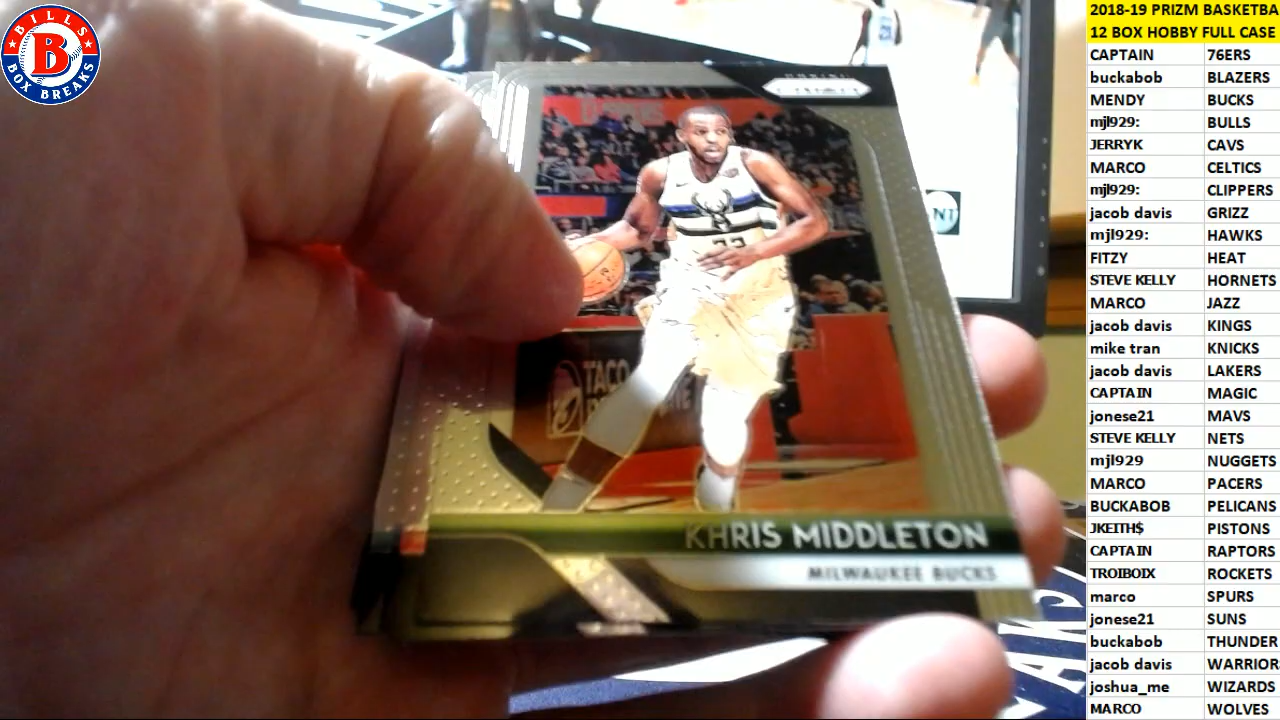 BILLS
B
BOX BREAKS
TACO
KHRIS MIDDLETON
MILWAUKEE BUCKS
2018-19 PRIZM BASKETBA
12 BOX HOBBY FULL CASE
CAPTAIN 76ERS
buckabob BLAZERS
MENDY BUCKS
mjl929: BULLS
JERRYK CAVS
MARCO CELTICS
mjl929: CLIPPERS
jacob davis GRIZZ
mjl929: HAWKS
FITZY HEAT
STEVE KELLY HORNETS
MARCO JAZZ
jacob davis KINGS
mike tran KNICKS
jacob davis LAKERS
CAPTAIN MAGIC
jonese21 MAVS
STEVE KELLY NETS
mjl929 NUGGETS
MARCO PACERS
BUCKABOB PELICANS
JKEITH$ PISTONS
CAPTAIN RAPTORS
TROIBOIX ROCKETS
marco SPURS
jonese21 SUNS
buckabob THUNDER
jacob davis WARRIOR
joshua_me WIZARDS
MARCO WOLVES